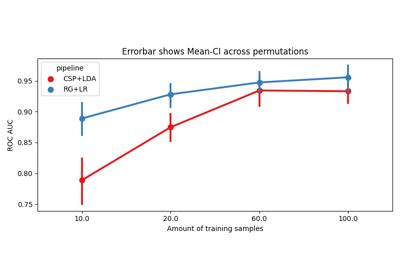 Errorbar shows Mean-CI across permutations
pipeline
CSP+LDA
RG+LR
0.95
0.90
0.85
0.80
0.75
ROC AUC
10.0 20.0 60.0 100.0
Amount of training samples